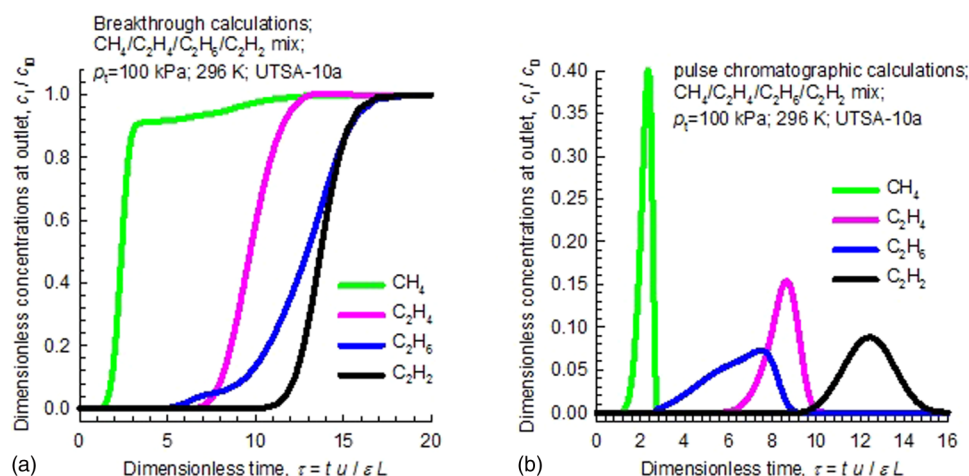 Breakthrough calculations;
CH₄/C₂H₄/C₂H₆/C₂H₂ mix;
pₜ=100 kPa; 296 K; UTSA-10a
Dimensionless concentrations at outlet, cᵢ / cᵢ₀
1.0
0.8
0.6
0.4
0.2
0.0
CH₄
C₂H₄
C₂H₆
C₂H₂
0 5 10 15 20
(a) Dimensionless time, τ = t u / ε L
pulse chromatographic calculations;
CH₄/C₂H₄/C₂H₆/C₂H₂ mix;
pₜ=100 kPa; 296 K; UTSA-10a
Dimensionless concentrations at outlet, cᵢ / cᵢ₀
0.40
0.35
0.30
0.25
0.20
0.15
0.10
0.05
0.00
CH₄
C₂H₄
C₂H₆
C₂H₂
0 2 4 6 8 10 12 14 16
(b) Dimensionless time, τ = t u / ε L